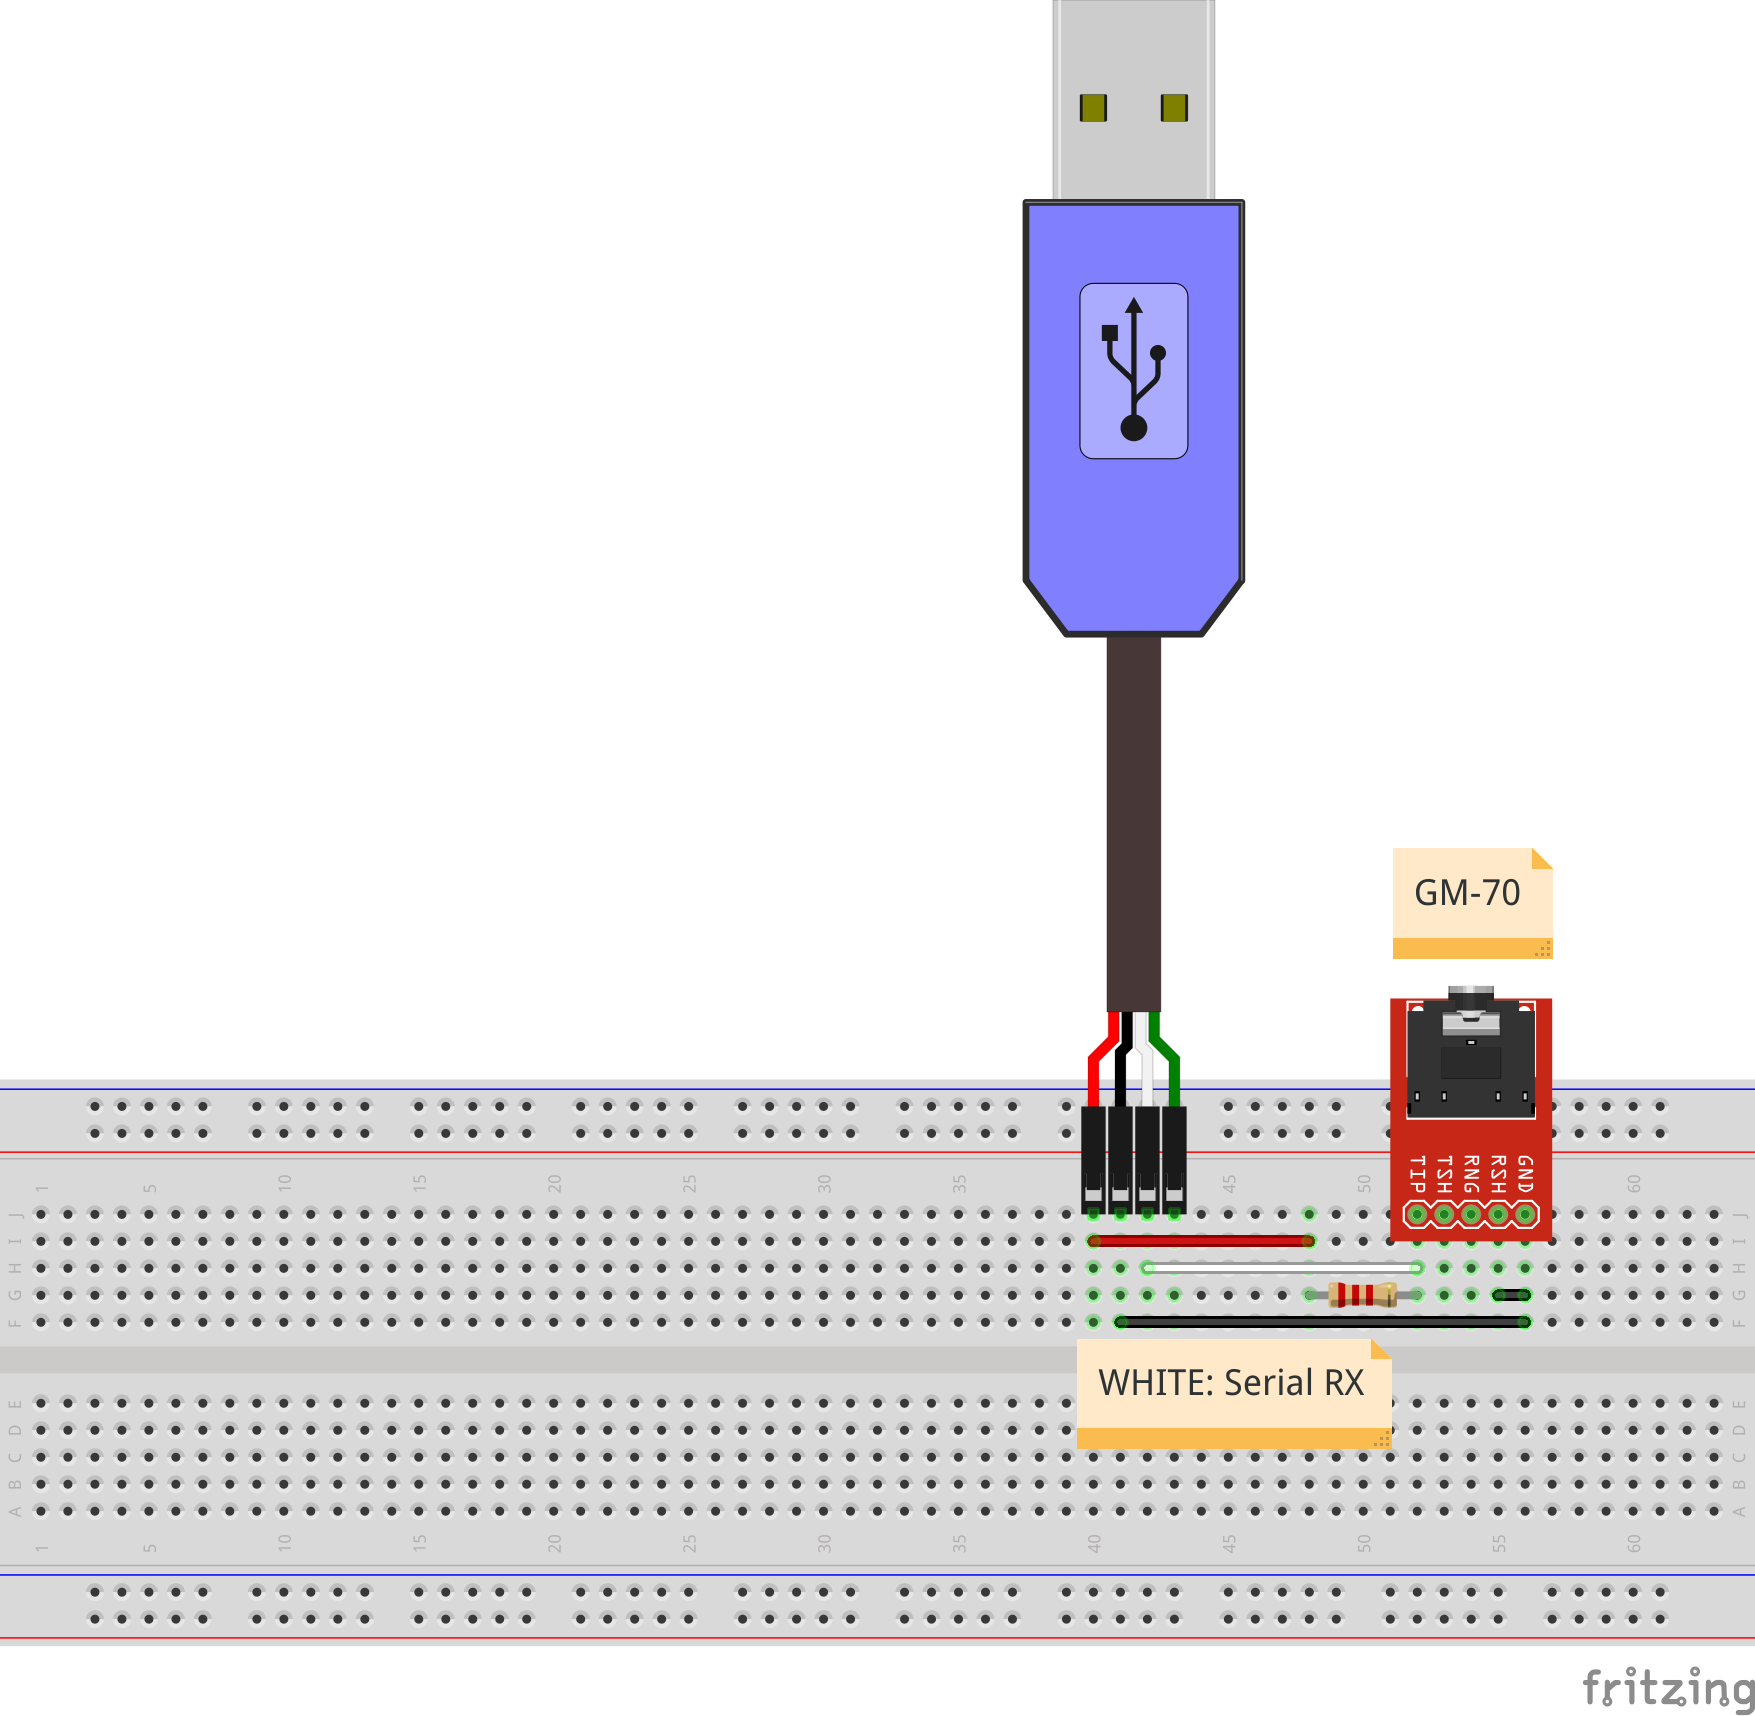 GM-70
TIP
TSH
RNG
RSH
GND
1 5 10 15 20 25 30 35 45 50 60
J J
I I
H H
G G
F F
WHITE: Serial RX
E E
D D
C C
B B
A A
1 5 10 15 20 25 30 35 40 45 50 55 60
fritzing